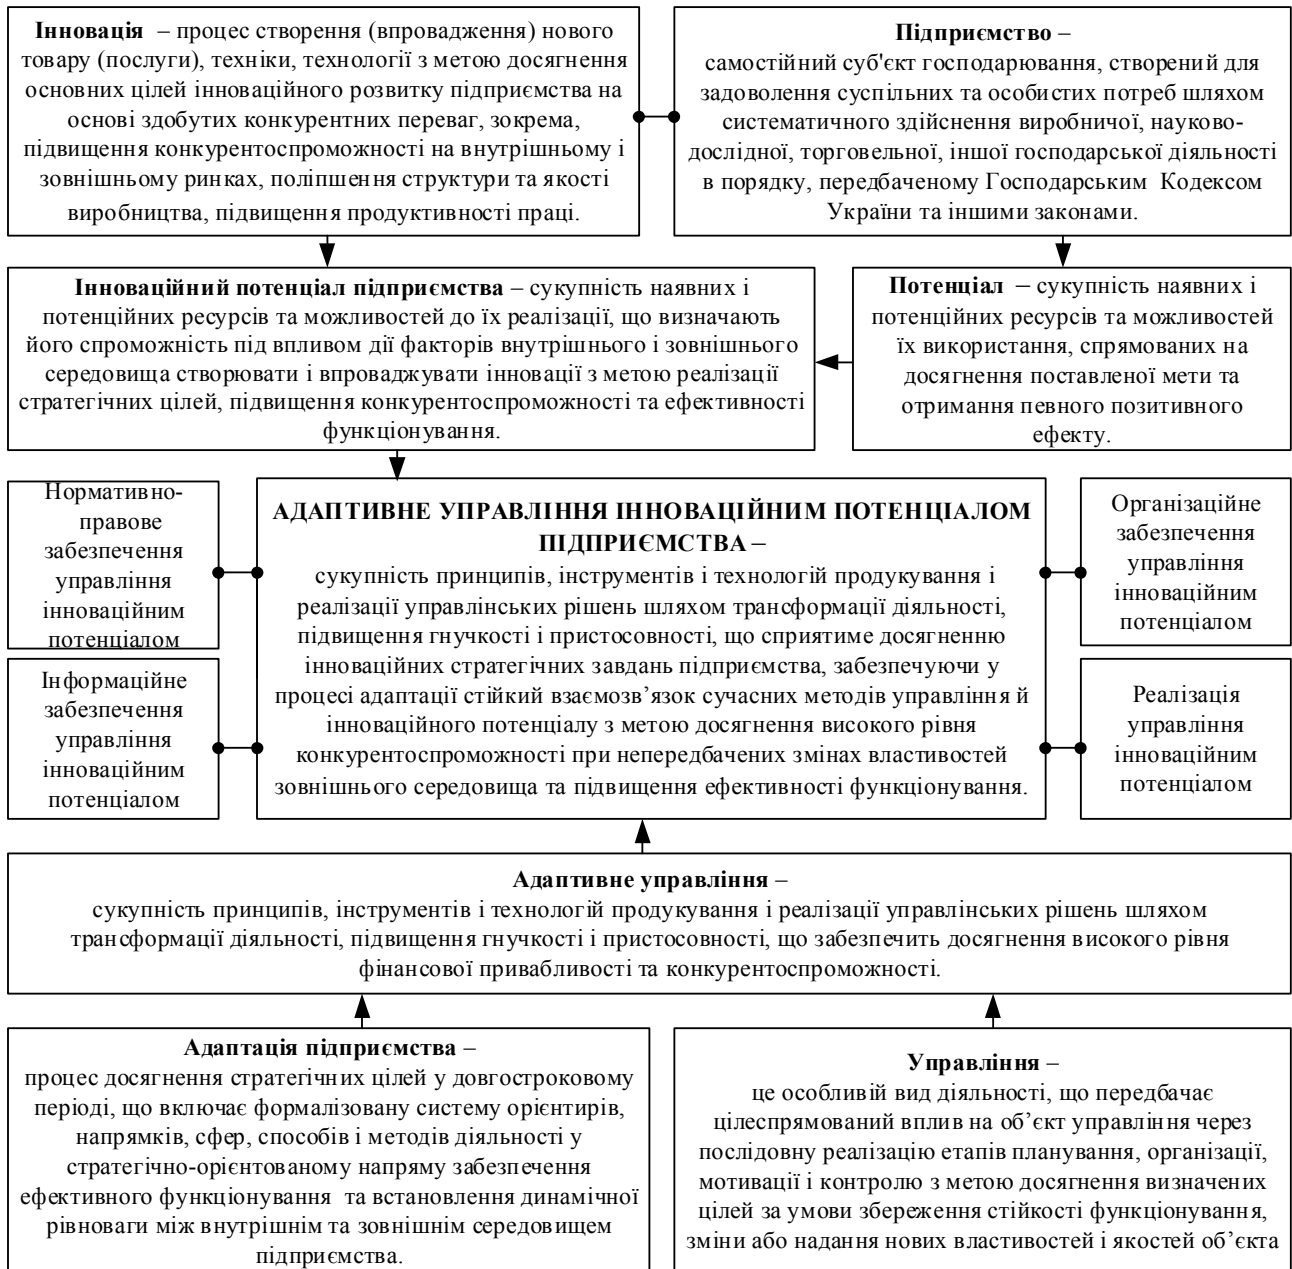 Інновація – процес створення (впровадження) нового
товару (послуги), техніки, технології з метою досягнення
основних цілей інноваційного розвитку підприємства на
основі здобутих конкурентних переваг, зокрема,
підвищення конкурентоспроможності на внутрішньому і
зовнішньому ринках, поліпшення структури та якості
виробництва, підвищення продуктивності праці.
Підприємство –
самостійний суб'єкт господарювання, створений для
задоволення суспільних та особистих потреб шляхом
систематичного здійснення виробничої, науково-
дослідної, торговельної, іншої господарської діяльності
в порядку, передбаченому Господарським Кодексом
України та іншими законами.
Інноваційний потенціал підприємства – сукупність наявних і
потенційних ресурсів та можливостей до їх реалізації, що визначають
його спроможність під впливом дії факторів внутрішнього і зовнішнього
середовища створювати і впроваджувати інновації з метою реалізації
стратегічних цілей, підвищення конкурентоспроможності та ефективності
функціонування.
Потенціал – сукупність наявних і
потенційних ресурсів та можливостей
їх використання, спрямованих на
досягнення поставленої мети та
отримання певного позитивного
ефекту.
Нормативно-
правове
забезпечення
управління
інноваційним
потенціалом
Інформаційне
забезпечення
управління
інноваційним
потенціалом
АДАПТИВНЕ УПРАВЛІННЯ ІННОВАЦІЙНИМ ПОТЕНЦІАЛОМ
ПІДПРИЄМСТВА –
сукупність принципів, інструментів і технологій продукування і
реалізації управлінських рішень шляхом трансформації діяльності,
підвищення гнучкості і пристосовності, що сприятиме досягненню
інноваційних стратегічних завдань підприємства, забезпечуючи у
процесі адаптації стійкий взаємозв’язок сучасних методів управління й
інноваційного потенціалу з метою досягнення високого рівня
конкурентоспроможності при непередбачених змінах властивостей
зовнішнього середовища та підвищення ефективності функціонування.
Організаційне
забезпечення
управління
інноваційним
потенціалом
Реалізація
управління
інноваційним
потенціалом
Адаптивне управління –
сукупність принципів, інструментів і технологій продукування і реалізації управлінських рішень шляхом
трансформації діяльності, підвищення гнучкості і пристосовності, що забезпечить досягнення високого рівня
фінансової привабливості та конкурентоспроможності.
Адаптація підприємства –
процес досягнення стратегічних цілей у довгостроковому
періоді, що включає формалізовану систему орієнтирів,
напрямків, сфер, способів і методів діяльності у
стратегічно-орієнтованому напряму забезпечення
ефективного функціонування та встановлення динамічної
рівноваги між внутрішнім та зовнішнім середовищем
підприємства.
Управління –
це особливій вид діяльності, що передбачає
цілеспрямований вплив на об’єкт управління через
послідовну реалізацію етапів планування, організації,
мотивації і контролю з метою досягнення визначених
цілей за умови збереження стійкості функціонування,
зміни або надання нових властивостей і якостей об’єкта